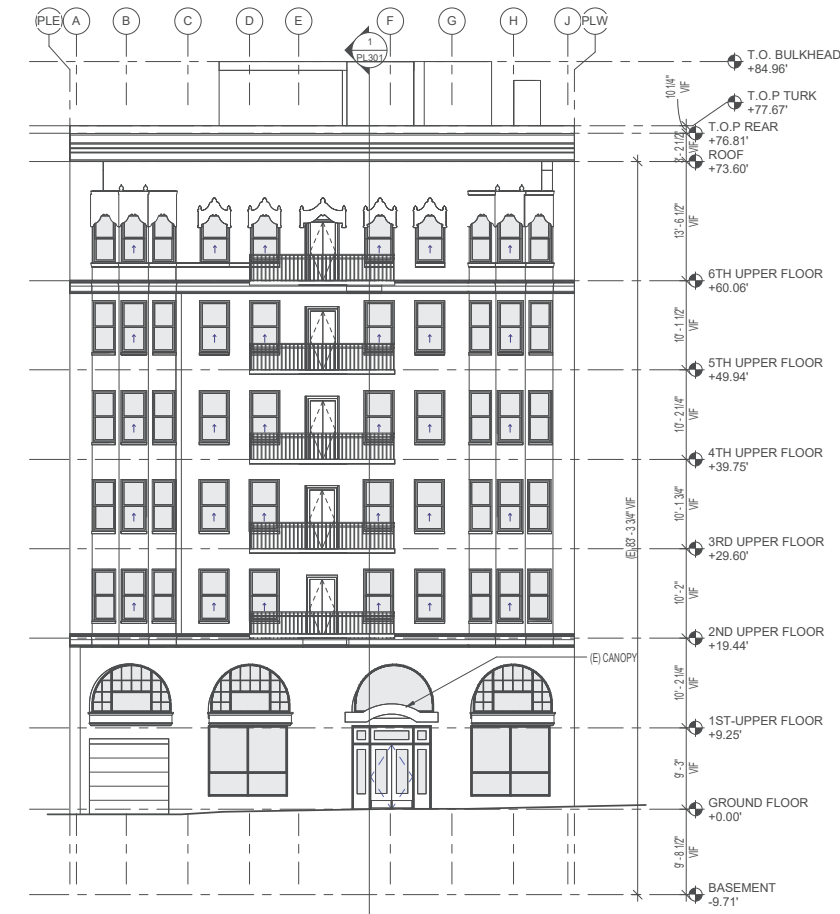 (PLE) A B C D E F G H J PLW
1
PL301
T.O. BULKHEAD
+84.96'
10 1/4"
VIF
T.O.P TURK
+77.67'
T.O.P REAR
+76.81'
3' - 2 1/2"
VIF
ROOF
+73.60'
13' - 6 1/2"
VIF
6TH UPPER FLOOR
+60.06'
10' - 1 1/2"
VIF
5TH UPPER FLOOR
+49.94'
10' - 2 1/4"
VIF
4TH UPPER FLOOR
+39.75'
10' - 1 3/4"
VIF
(E) 83' - 3 3/4" VIF
3RD UPPER FLOOR
+29.60'
10' - 2"
VIF
2ND UPPER FLOOR
+19.44'
(E) CANOPY
10' - 2 1/4"
VIF
1ST-UPPER FLOOR
+9.25'
9' - 3"
VIF
GROUND FLOOR
+0.00'
9' - 8 1/2"
VIF
BASEMENT
-9.71'